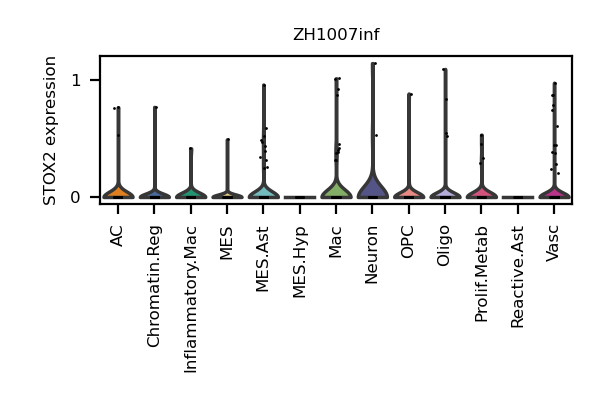 ZH1007inf
STOX2 expression
1
0
AC
Chromatin.Reg
Inflammatory.Mac
MES
MES.Ast
MES.Hyp
Mac
Neuron
OPC
Oligo
Prolif.Metab
Reactive.Ast
Vasc